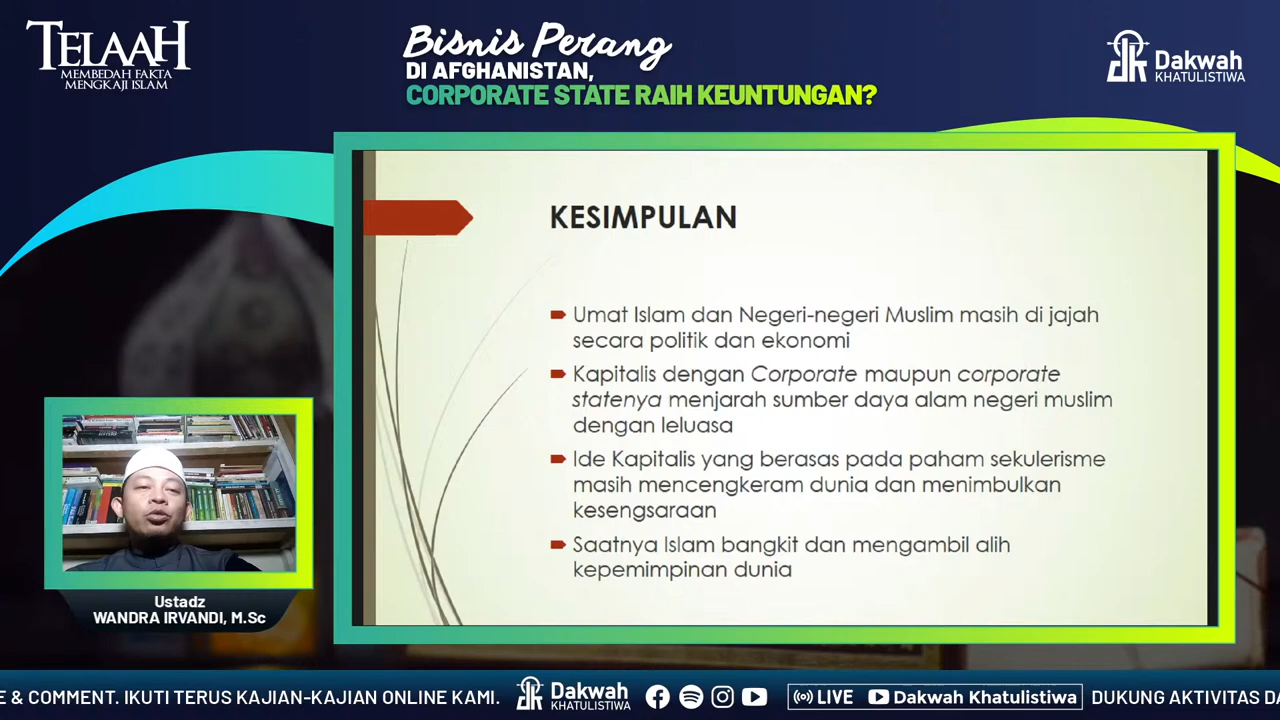 TELAAH
MEMBEDAH FAKTA
MENGKAJI ISLAM
Bisnis Perang
DI AFGHANISTAN,
CORPORATE STATE RAIH KEUNTUNGAN?
Dakwah
KHATULISTIWA
KESIMPULAN
Umat Islam dan Negeri-negeri Muslim masih di jajah
secara politik dan ekonomi
Kapitalis dengan Corporate maupun corporate
statenya menjarah sumber daya alam negeri muslim
dengan leluasa
Ide Kapitalis yang berasas pada paham sekulerisme
masih mencengkeram dunia dan menimbulkan
kesengsaraan
Saatnya Islam bangkit dan mengambil alih
kepemimpinan dunia
Ustadz
WANDRA IRVANDI, M.Sc
E & COMMENT. IKUTI TERUS KAJIAN-KAJIAN ONLINE KAMI.
Dakwah
KHATULISTIWA
LIVE
Dakwah Khatulistiwa
DUKUNG AKTIVITAS DA